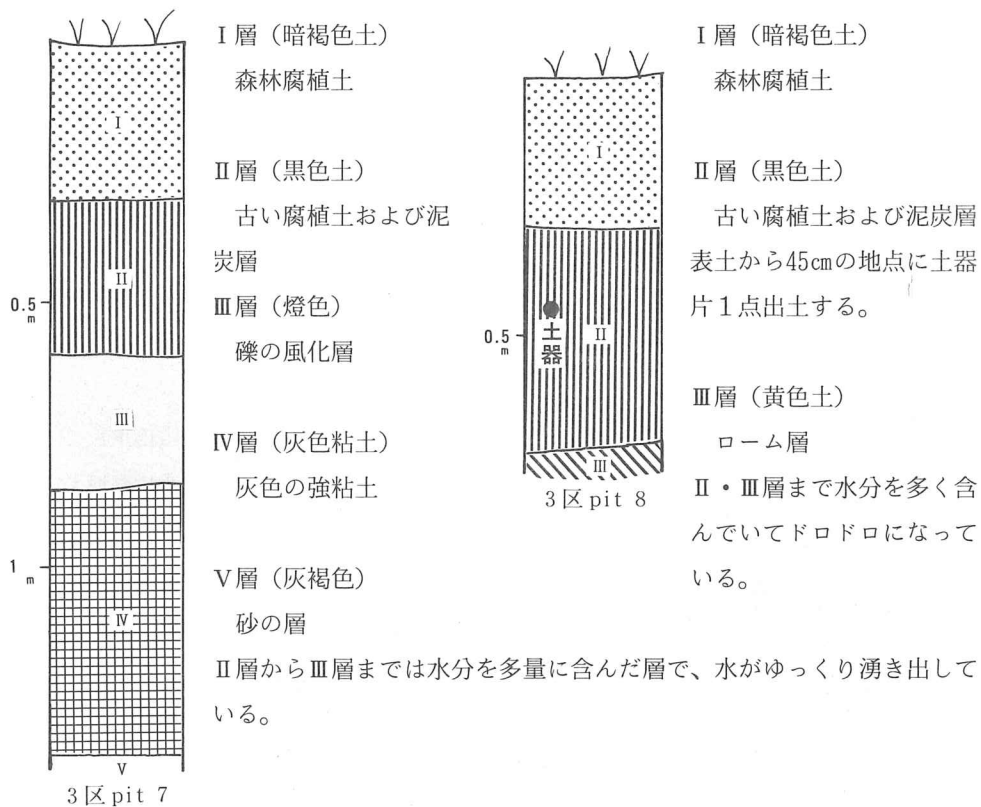 Ⅰ層（暗褐色土）
森林腐植土
Ⅱ層（黒色土）
古い腐植土および泥
炭層
Ⅲ層（燈色）
礫の風化層
Ⅳ層（灰色粘土）
灰色の強粘土
Ⅴ層（灰褐色）
砂の層
Ⅱ層からⅢ層までは水分を多量に含んだ層で、水がゆっくり湧き出して
いる。
Ⅰ
Ⅱ
Ⅲ
Ⅳ
Ⅴ
0.5
m
1
m
3区pit 7
Ⅰ層（暗褐色土）
森林腐植土
Ⅱ層（黒色土）
古い腐植土および泥炭層
表土から45㎝の地点に土器
片１点出土する。
Ⅲ層（黄色土）
ローム層
Ⅱ・Ⅲ層まで水分を多く含
んでいてドロドロになって
いる。
Ⅰ
Ⅱ
Ⅲ
土器
0.5
m
3区pit 8